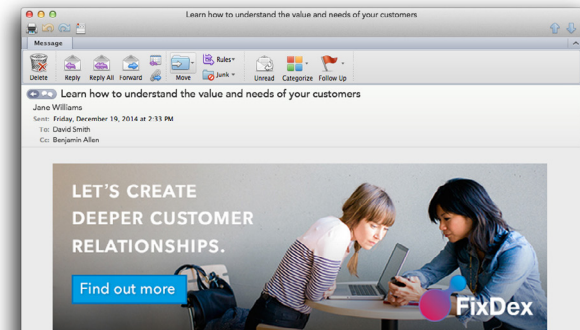 Learn how to understand the value and needs of your customers
Message
Delete Reply Reply All Forward Move Rules Junk Unread Categorize Follow Up
Learn how to understand the value and needs of your customers
Jane Williams
Sent: Friday, December 19, 2014 at 2:33 PM
To: David Smith
Cc: Benjamin Allen
LET'S CREATE
DEEPER CUSTOMER
RELATIONSHIPS.
Find out more
FixDex